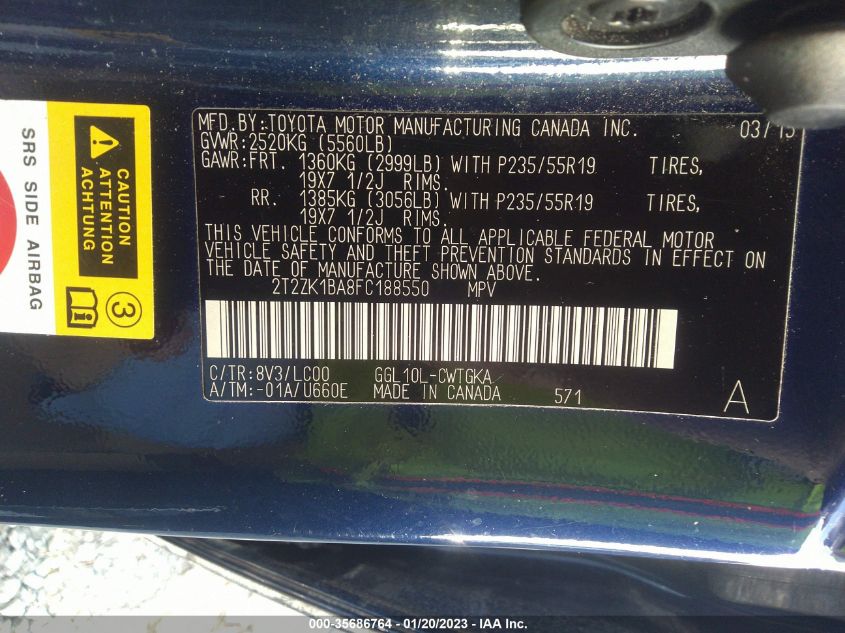 MFD.BY:TOYOTA MOTOR MANUFACTURING CANADA INC. 03/15
GVWR:2520KG (5560LB)
GAWR:FRT. 1360KG (2999LB) WITH P235/55R19 TIRES,
19X7 1/2J RIMS.
RR. 1385KG (3056LB) WITH P235/55R19 TIRES,
19X7 1/2J RIMS.
THIS VEHICLE CONFORMS TO ALL APPLICABLE FEDERAL MOTOR
VEHICLE SAFETY AND THEFT PREVENTION STANDARDS IN EFFECT ON
THE DATE OF MANUFACTURE SHOWN ABOVE.
2T2ZK1BA8FC188550 MPV
C/TR:8V3/LC00 GGL10L-CWTGKA
A/TM:-01A/U660E MADE IN CANADA 571 A
SRS SIDE AIRBAG
CAUTION
ATTENTION
ACHTUNG
3
000-35686764 - 01/20/2023 - IAA Inc.